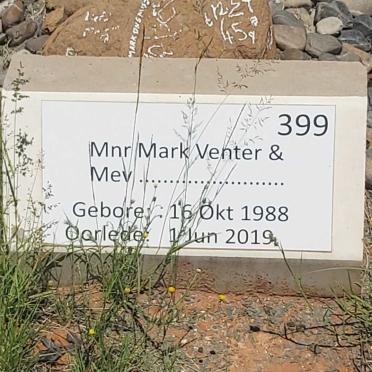 399
Mnr Mark Venter &
Mev ........................
Gebore: . 16 Okt 1988
Oorlede: 1 Jun 2019